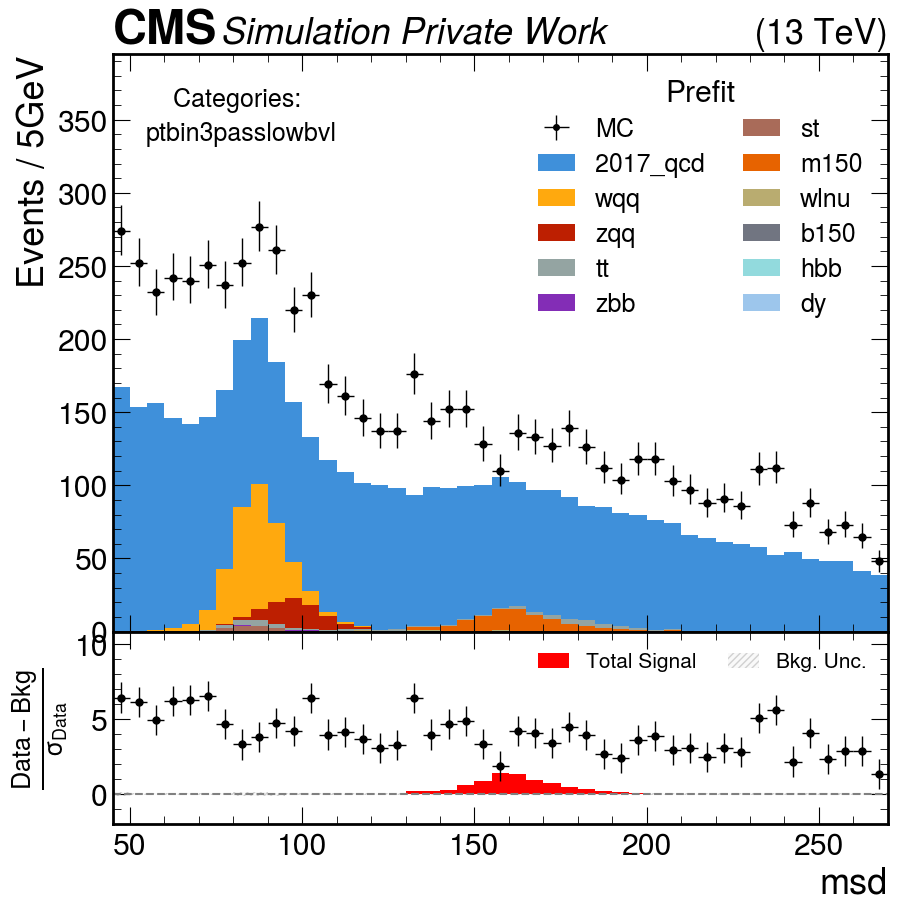 CMS Simulation Private Work (13 TeV)
Events / 5GeV
Categories:
ptbin3passlowbvl
Prefit
MC
2017_qcd
wqq
zqq
tt
zbb
st
m150
wlnu
b150
hbb
dy
350
300
250
200
150
100
50
0
10
Data – Bkg
σData
Total Signal
Bkg. Unc.
10
5
0
50 100 150 200 250
msd